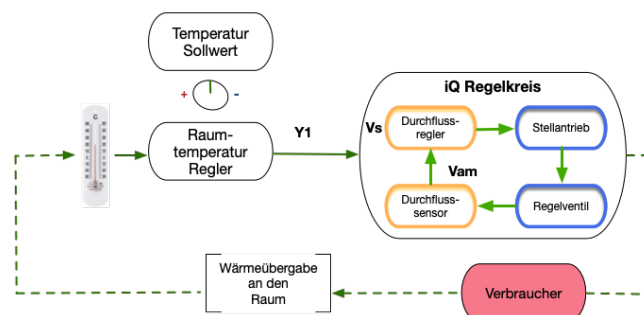 Temperatur
Sollwert
+ -
C
Raum-
temperatur
Regler
Y1
iQ Regelkreis
Vs
Durchfluss-
regler
Stellantrieb
Vam
Durchfluss-
sensor
Regelventil
Wärmeübergabe
an den
Raum
Verbraucher